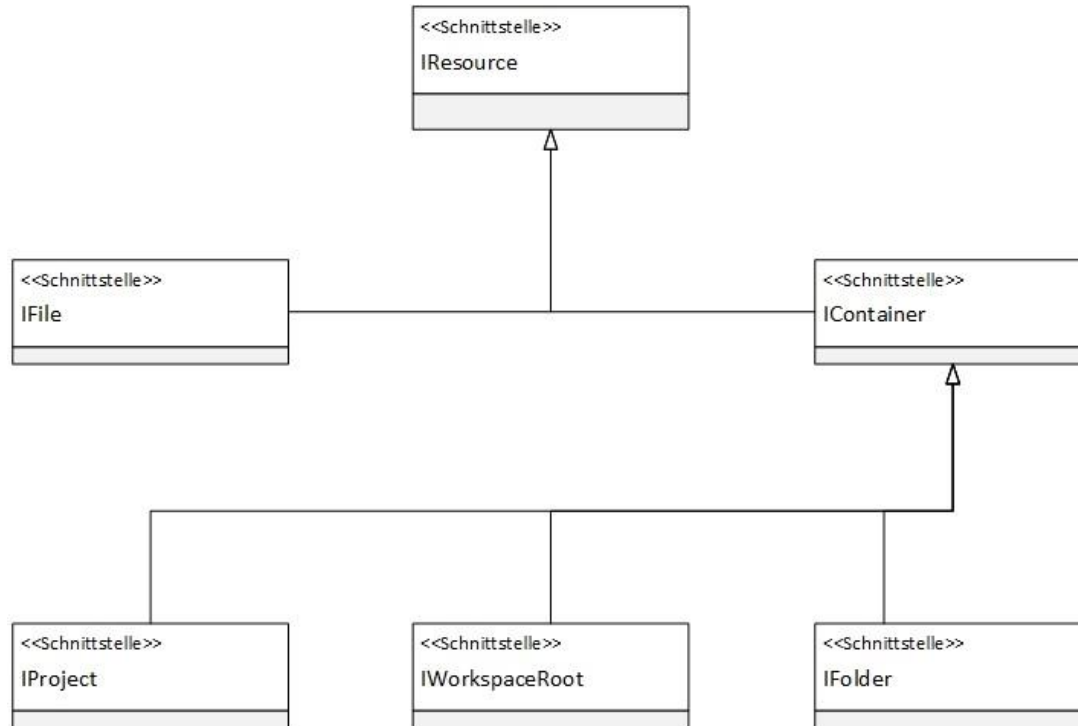 <<Schnittstelle>>
IResource
<<Schnittstelle>>
IFile
<<Schnittstelle>>
IContainer
<<Schnittstelle>>
IProject
<<Schnittstelle>>
IWorkspaceRoot
<<Schnittstelle>>
IFolder